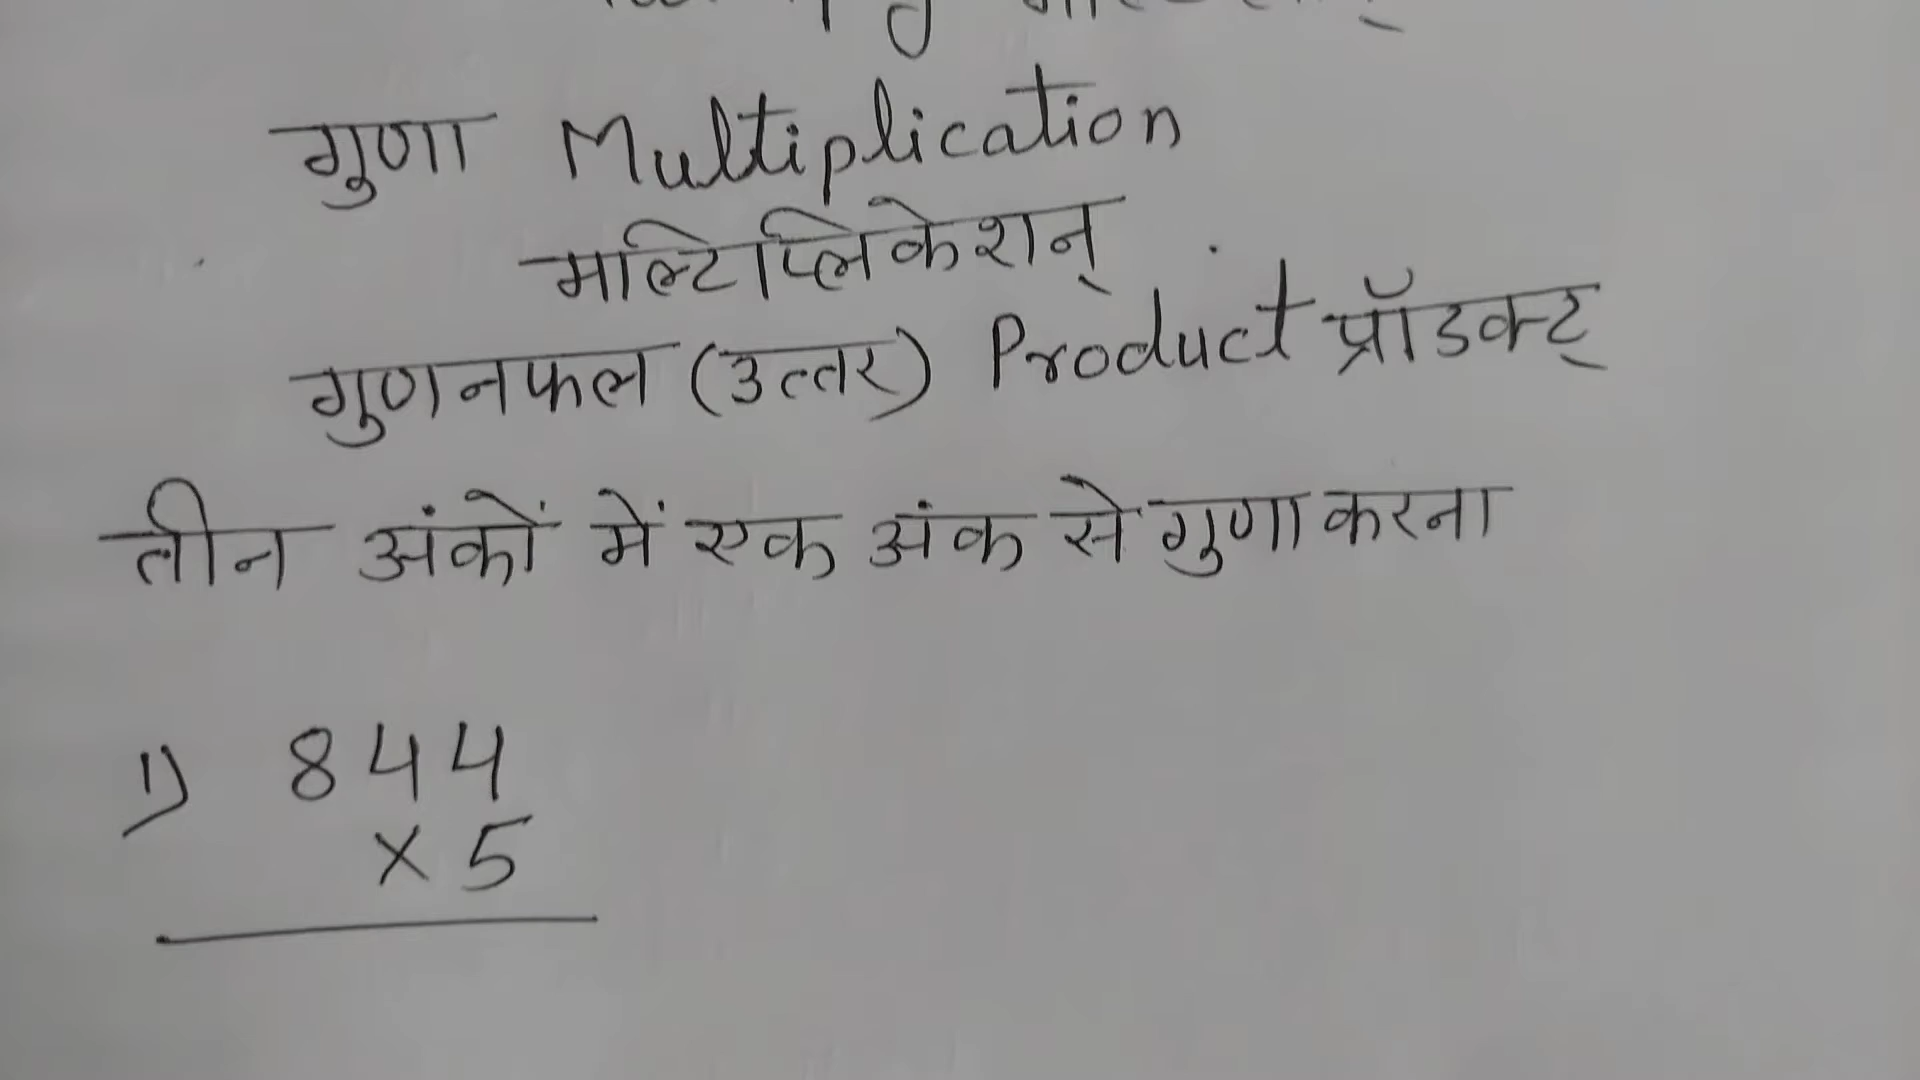 गुणा Multiplication
मल्टिप्लिकेशन्
गुणनफल (उत्तर) Product प्रॉडक्ट्
तीन अंकों में एक अंक से गुणा करना
1) 844
× 5